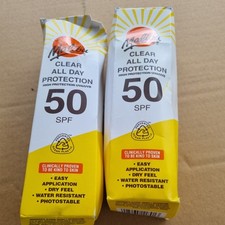 CLEAR
ALL DAY
PROTECTION
50
SPF
CLINICALLY PROVEN
TO BE KIND TO SKIN
• EASY
APPLICATION
• DRY FEEL
• WATER RESISTANT
• PHOTOSTABLE
CLEAR
ALL DAY
PROTECTION
HIGH PROTECTION
50
SPF
CLINICALLY PROVEN
TO BE KIND TO SKIN
• EASY
APPLICATION
• DRY FEEL
• WATER RESISTANT
• PHOTOSTABLE